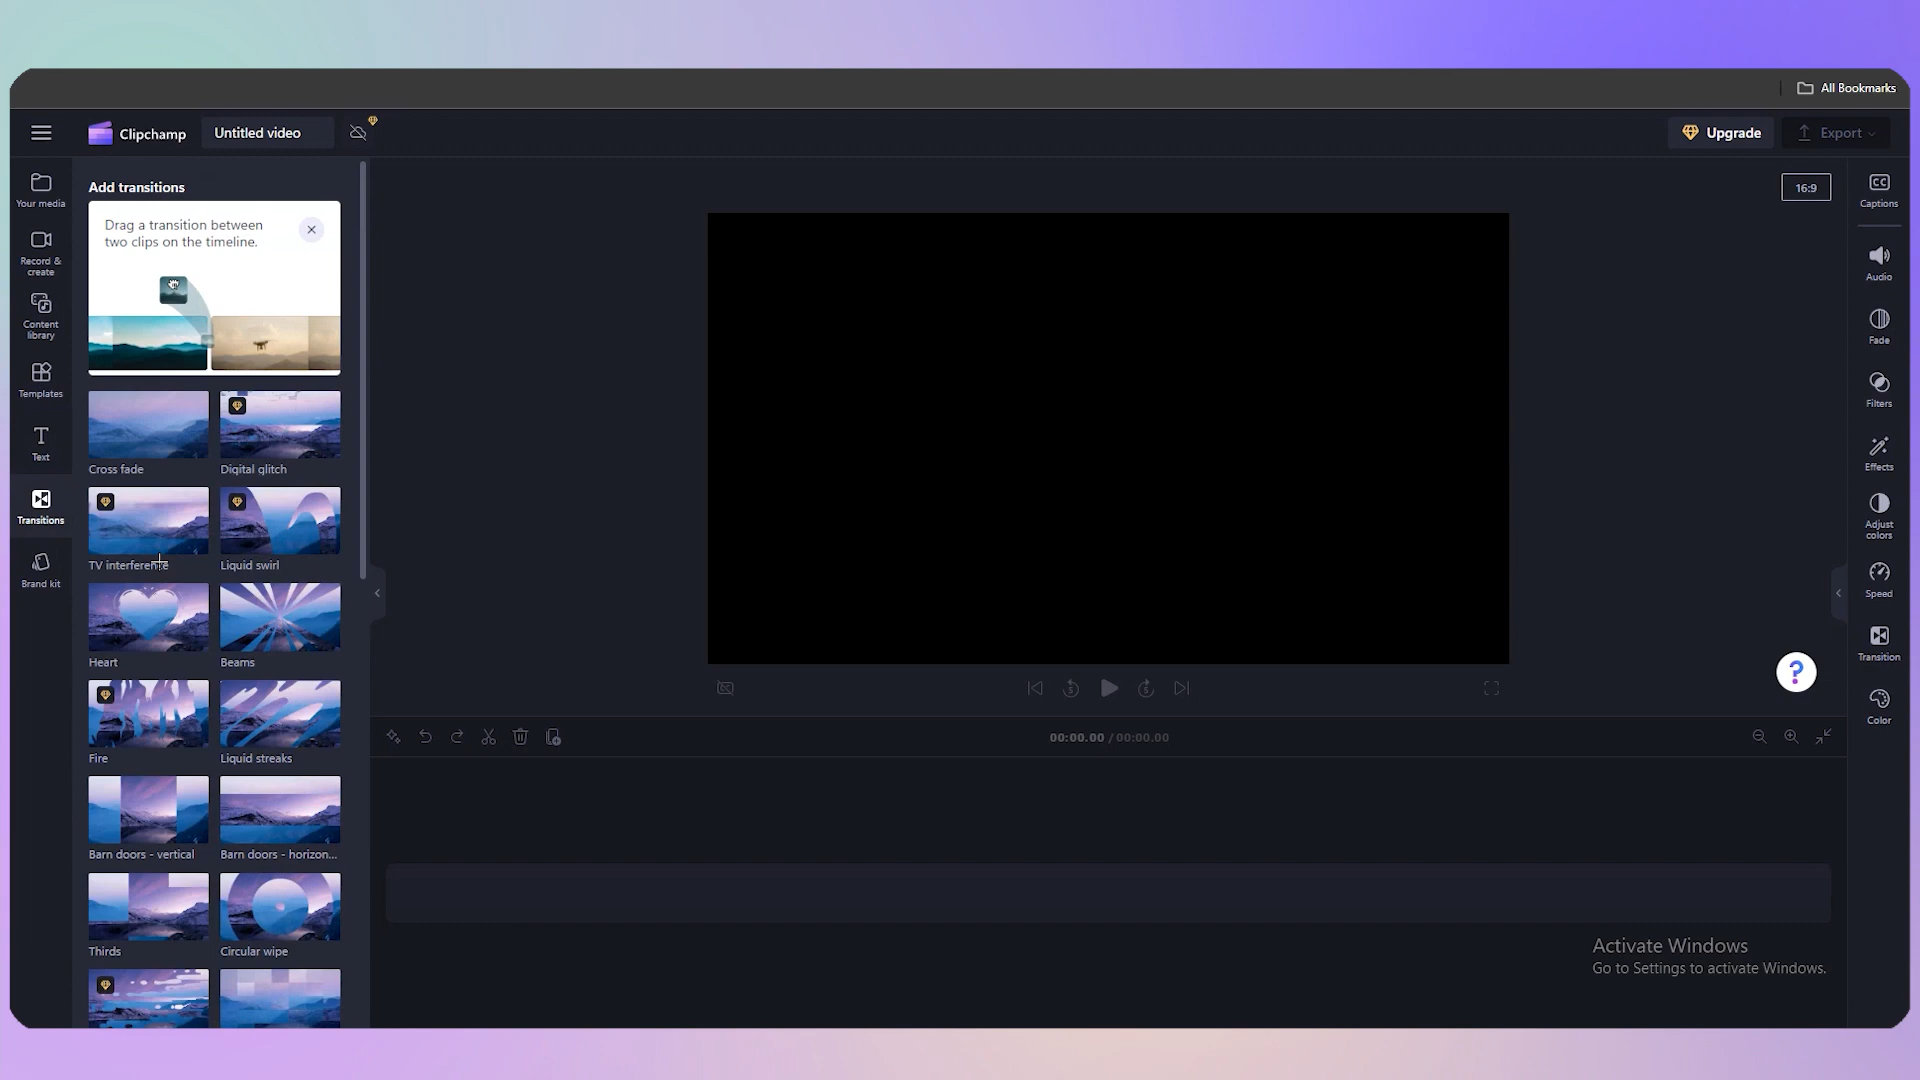 All Bookmarks
Clipchamp
Untitled video
Upgrade
Export
Your media
Record &
create
Content
library
Templates
Text
Transitions
Brand kit
Add transitions
Drag a transition between
two clips on the timeline.
Cross fade
Digital glitch
TV interference
Liquid swirl
Heart
Beams
Fire
Liquid streaks
Barn doors - vertical
Barn doors - horizon...
Thirds
Circular wipe
16:9
5
5
?
00:00.00 / 00:00.00
CC
Captions
Audio
Fade
Filters
Effects
Adjust
colors
Speed
Transition
Color
Activate Windows
Go to Settings to activate Windows.